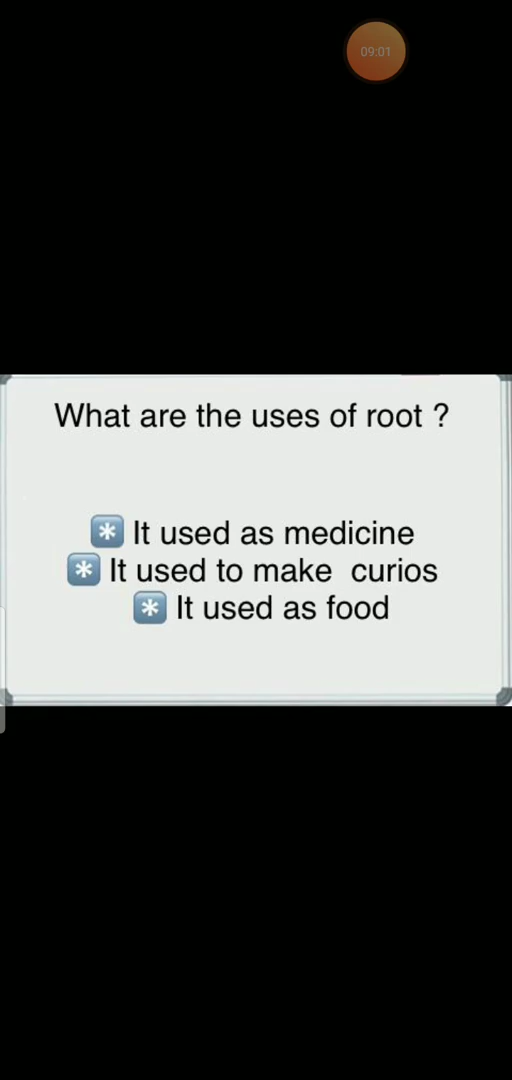 09:01
What are the uses of root ?
*️⃣ It used as medicine
*️⃣ It used to make  curios
*️⃣ It used as food